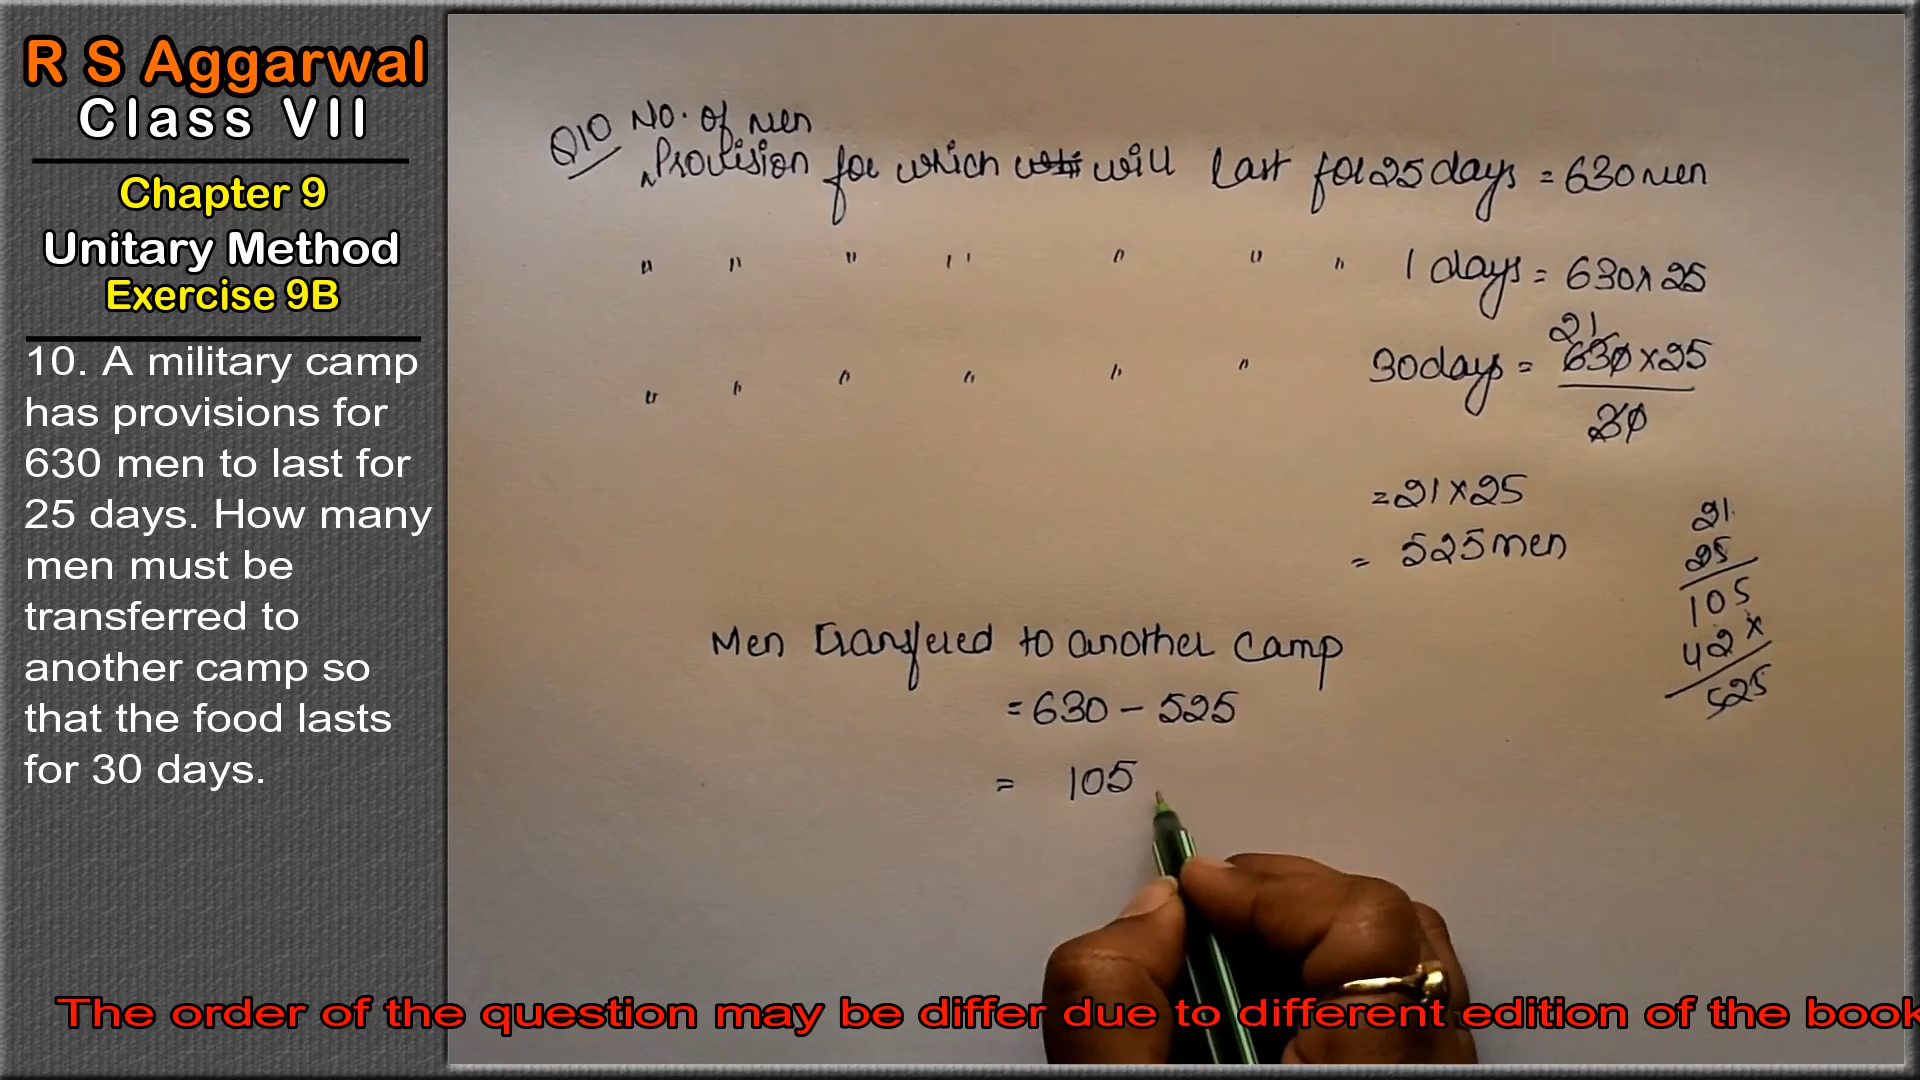 R S Aggarwal
Class VII
Chapter 9
Unitary Method
Exercise 9B
10. A military camp
has provisions for
630 men to last for
25 days. How many
men must be
transferred to
another camp so
that the food lasts
for 30 days.
Q10 No. of men
Provision for which will last for 25 days = 630 men
" " " " " " " 1 days = 630 x 25
" " " " " " 30 days = 630 x 25
21
30
= 21 x 25
= 525 men
21
25
105
42x
525
Men Transfered to another camp
= 630 - 525
= 105
The order of the question may be differ due to different edition of the book